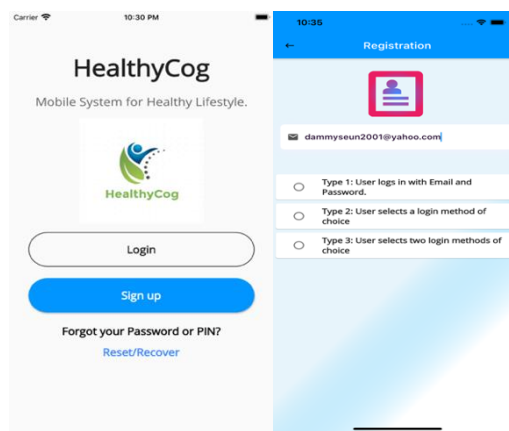 Carrier 10:30 PM
HealthyCog
Mobile System for Healthy Lifestyle.
HealthyCog
Login
Sign up
Forgot your Password or PIN?
Reset/Recover
10:35
Registration
dammyseun2001@yahoo.com
Type 1: User logs in with Email and
Password.
Type 2: User selects a login method of
choice
Type 3: User selects two login methods of
choice